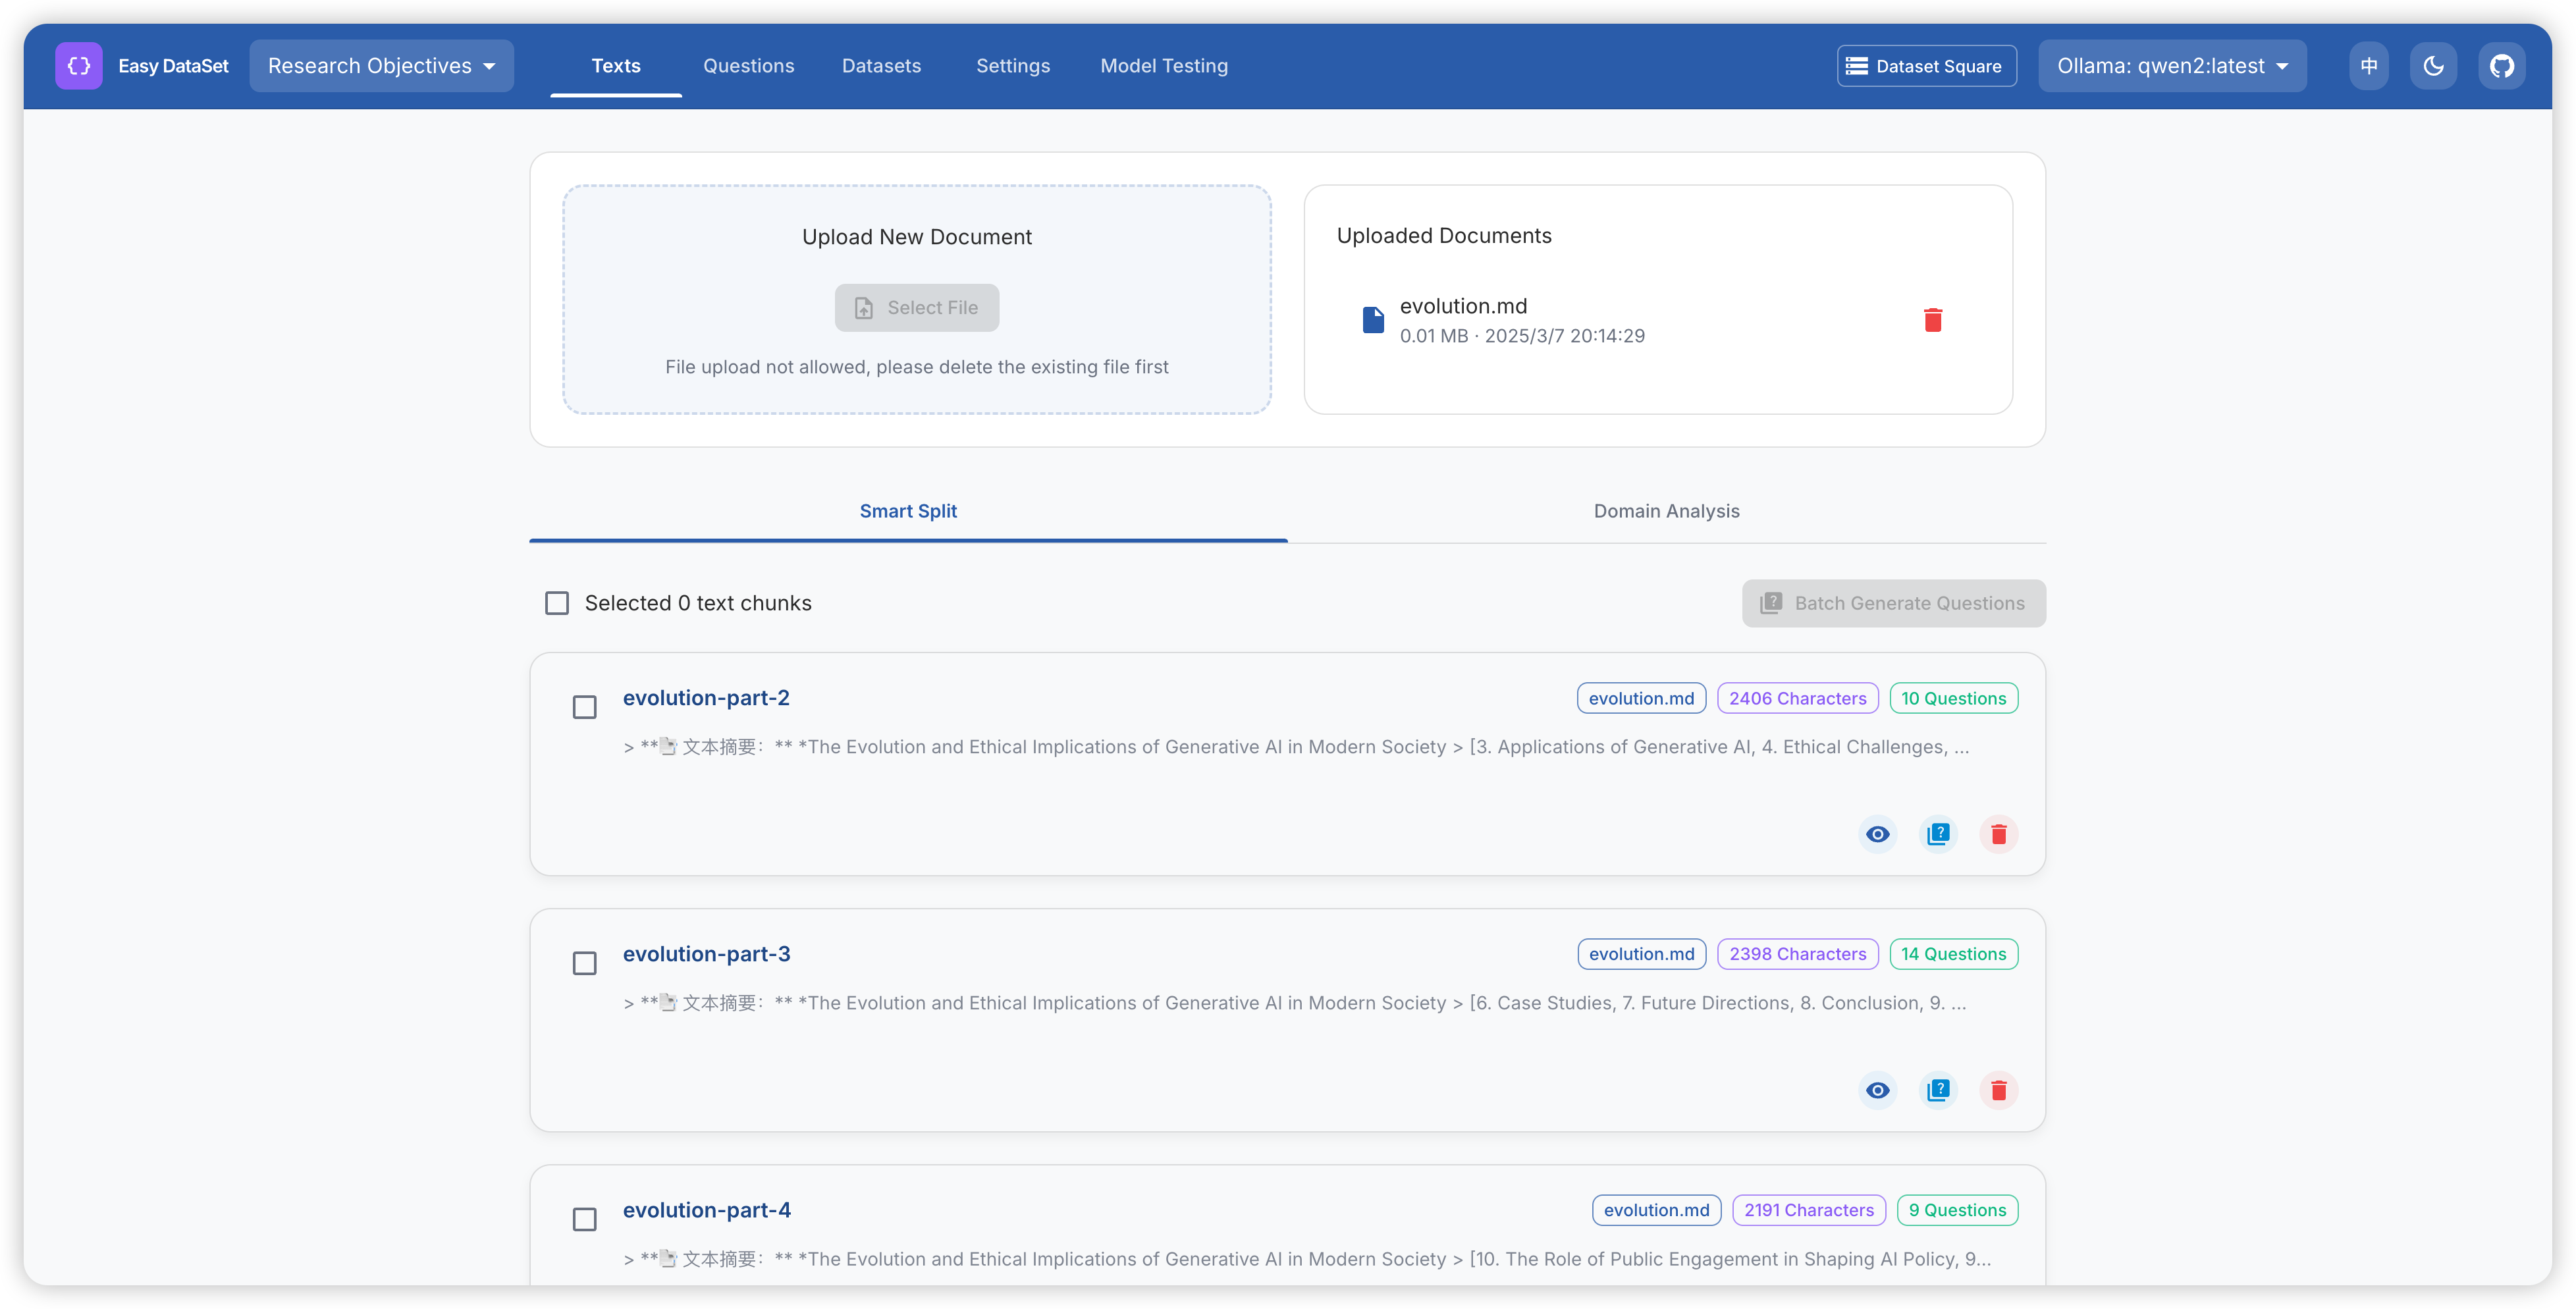 Easy DataSet
Research Objectives
Texts
Questions
Datasets
Settings
Model Testing
Dataset Square
Ollama: qwen2:latest
中
Upload New Document
Select File
File upload not allowed, please delete the existing file first
Uploaded Documents
evolution.md
0.01 MB · 2025/3/7 20:14:29
Smart Split
Domain Analysis
Selected 0 text chunks
Batch Generate Questions
evolution-part-2
evolution.md
2406 Characters
10 Questions
> **📑 文本摘要：** *The Evolution and Ethical Implications of Generative AI in Modern Society > [3. Applications of Generative AI, 4. Ethical Challenges, ...
evolution-part-3
evolution.md
2398 Characters
14 Questions
> **📑 文本摘要：** *The Evolution and Ethical Implications of Generative AI in Modern Society > [6. Case Studies, 7. Future Directions, 8. Conclusion, 9. ...
evolution-part-4
evolution.md
2191 Characters
9 Questions
> **📑 文本摘要：** *The Evolution and Ethical Implications of Generative AI in Modern Society > [10. The Role of Public Engagement in Shaping AI Policy, 9...